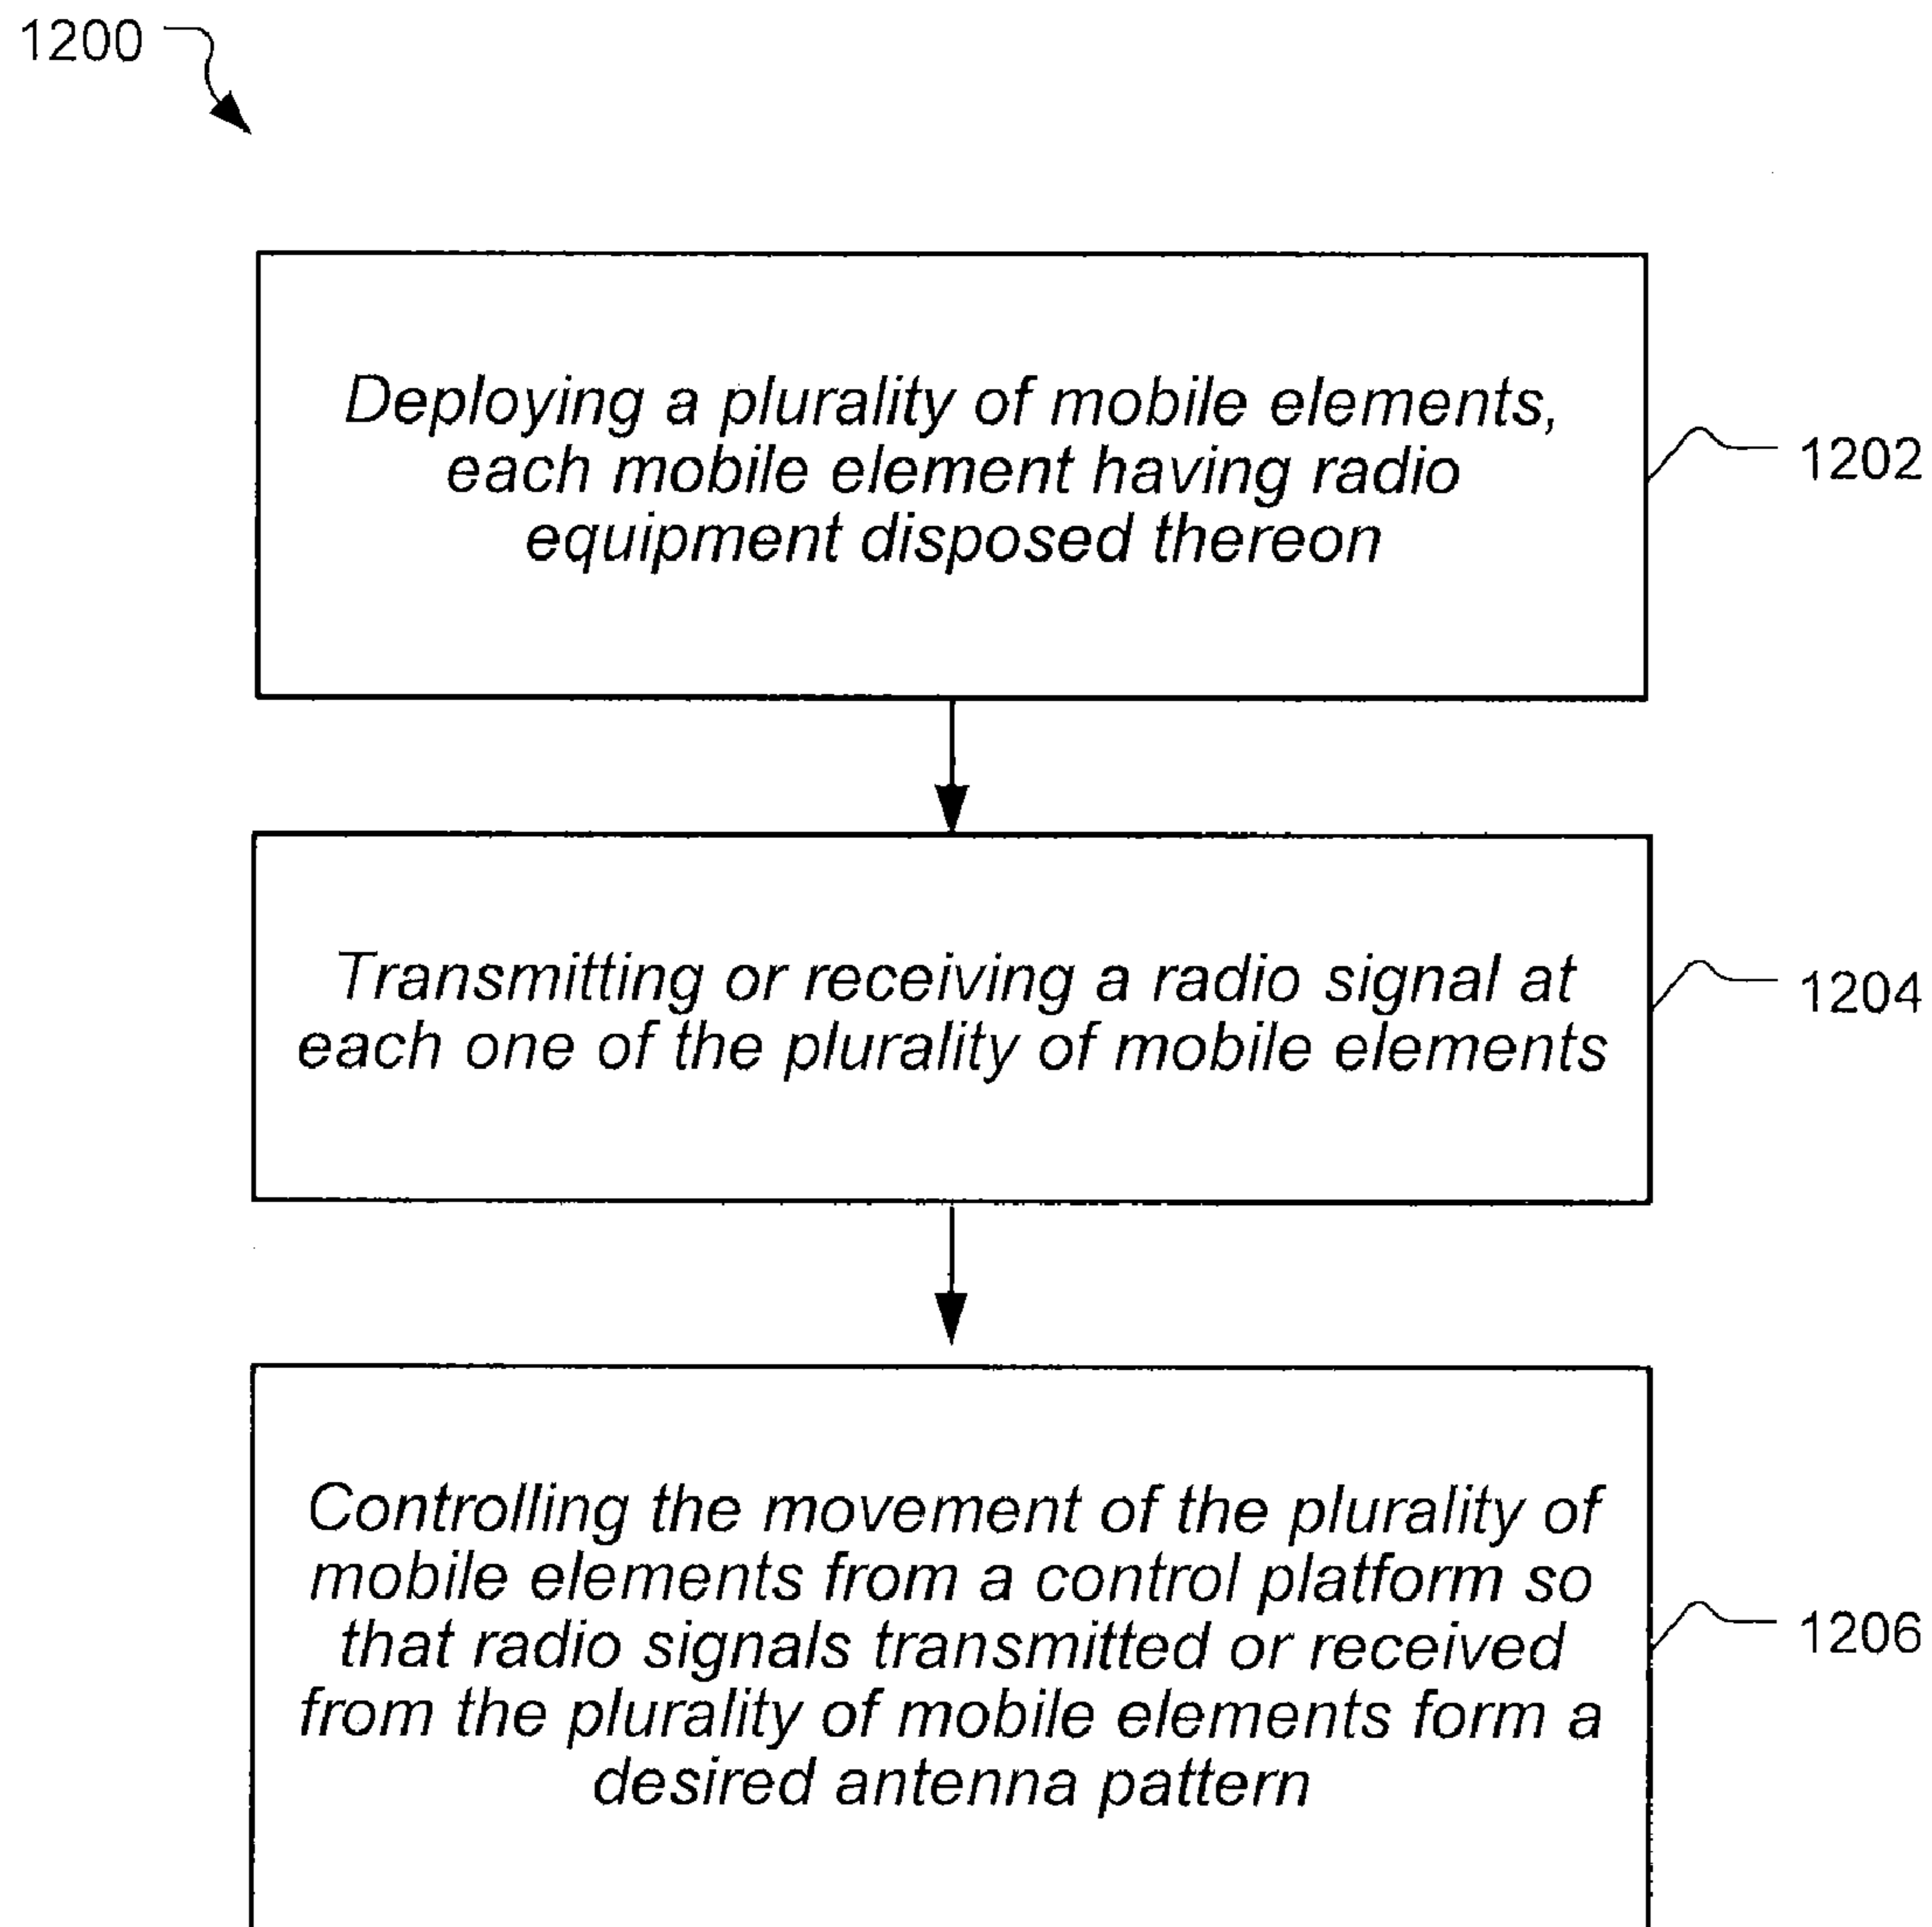 1200
Deploying a plurality of mobile elements,
each mobile element having radio
equipment disposed thereon
1202
Transmitting or receiving a radio signal at
each one of the plurality of mobile elements
1204
Controlling the movement of the plurality of
mobile elements from a control platform so
that radio signals transmitted or received
from the plurality of mobile elements form a
desired antenna pattern
1206